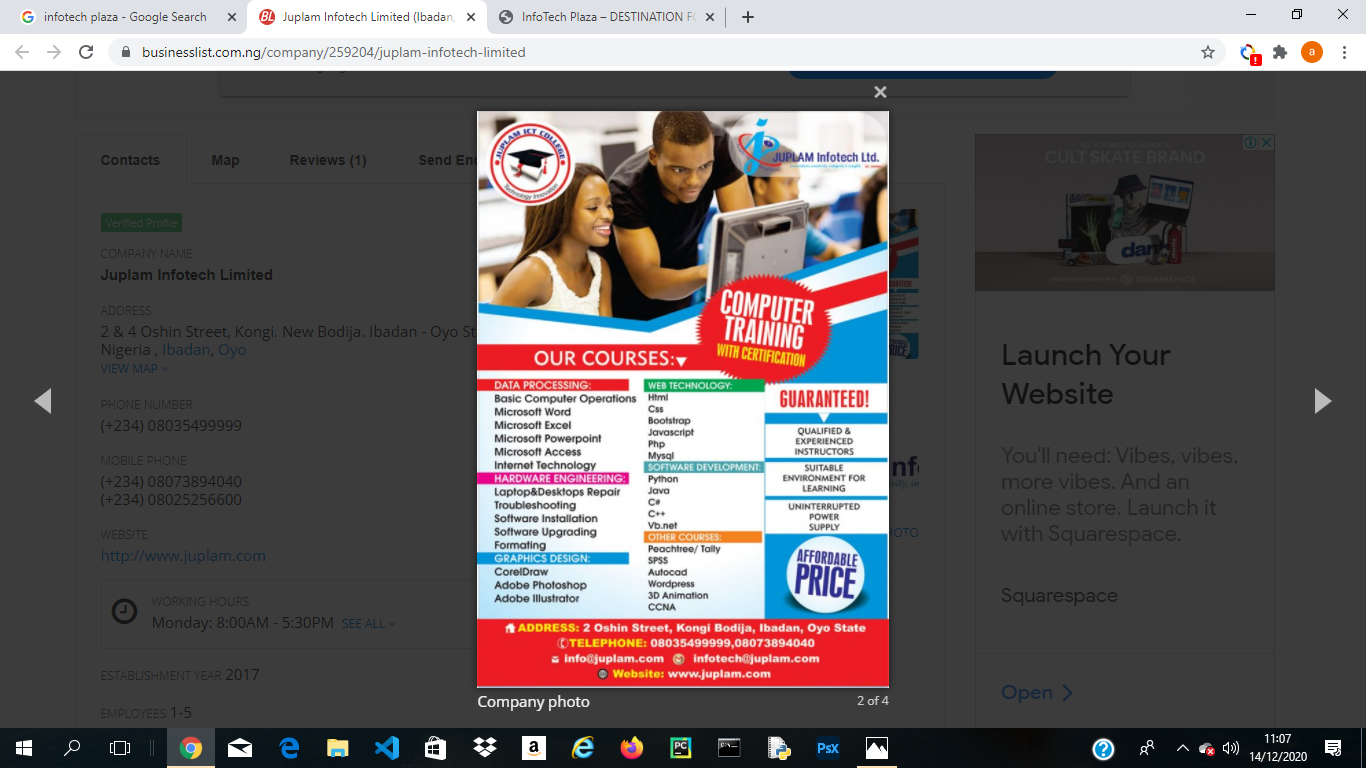 infotech plaza - Google Search
Juplam Infotech Limited (Ibadan,
InfoTech Plaza – DESTINATION FO
businesslist.com.ng/company/259204/juplam-infotech-limited
a
Contacts
Map
Reviews (1)
Send En
Verified Profile
COMPANY NAME
Juplam Infotech Limited
ADDRESS
2 & 4 Oshin Street, Kongi. New Bodija. Ibadan - Oyo St
Nigeria , Ibadan, Oyo
VIEW MAP
PHONE NUMBER
(+234) 08035499999
MOBILE PHONE
(+234) 08073894040
(+234) 08025256600
WEBSITE
http://www.juplam.com
WORKING HOURS
Monday: 8:00AM - 5:30PM SEE ALL
ESTABLISHMENT YEAR 2017
EMPLOYEES 1-5
JUPLAM ICT COLLEGE
Technology Innovation
JUPLAM Infotech Ltd.
COMPUTER
TRAINING
WITH CERTIFICATION
OUR COURSES:
DATA PROCESSING:
Basic Computer Operations
Microsoft Word
Microsoft Excel
Microsoft Powerpoint
Microsoft Access
Internet Technology
HARDWARE ENGINEERING:
Laptop&Desktops Repair
Troubleshooting
Software Installation
Software Upgrading
Formating
GRAPHICS DESIGN:
CorelDraw
Adobe Photoshop
Adobe Illustrator
WEB TECHNOLOGY:
Html
Css
Bootstrap
Javascript
Php
Mysql
SOFTWARE DEVELOPMENT:
Python
Java
C#
C++
Vb.net
OTHER COURSES:
Peachtree/ Tally
SPSS
Autocad
Wordpress
3D Animation
CCNA
GUARANTEED!
QUALIFIED &
EXPERIENCED
INSTRUCTORS
SUITABLE
ENVIRONMENT FOR
LEARNING
UNINTERRUPTED
POWER
SUPPLY
AFFORDABLE
PRICE
ADDRESS: 2 Oshin Street, Kongi Bodija, Ibadan, Oyo State
TELEPHONE: 08035499999,08073894040
info@juplam.com infotech@juplam.com
Website: www.juplam.com
Company photo
2 of 4
HOTO
CULT SKATE BRAND
dan
SQUARESPACE
Launch Your
Website
You'll need: Vibes, vibes,
more vibes. And an
online store. Launch it
with Squarespace.
Squarespace
Open
PsX
11:07
14/12/2020